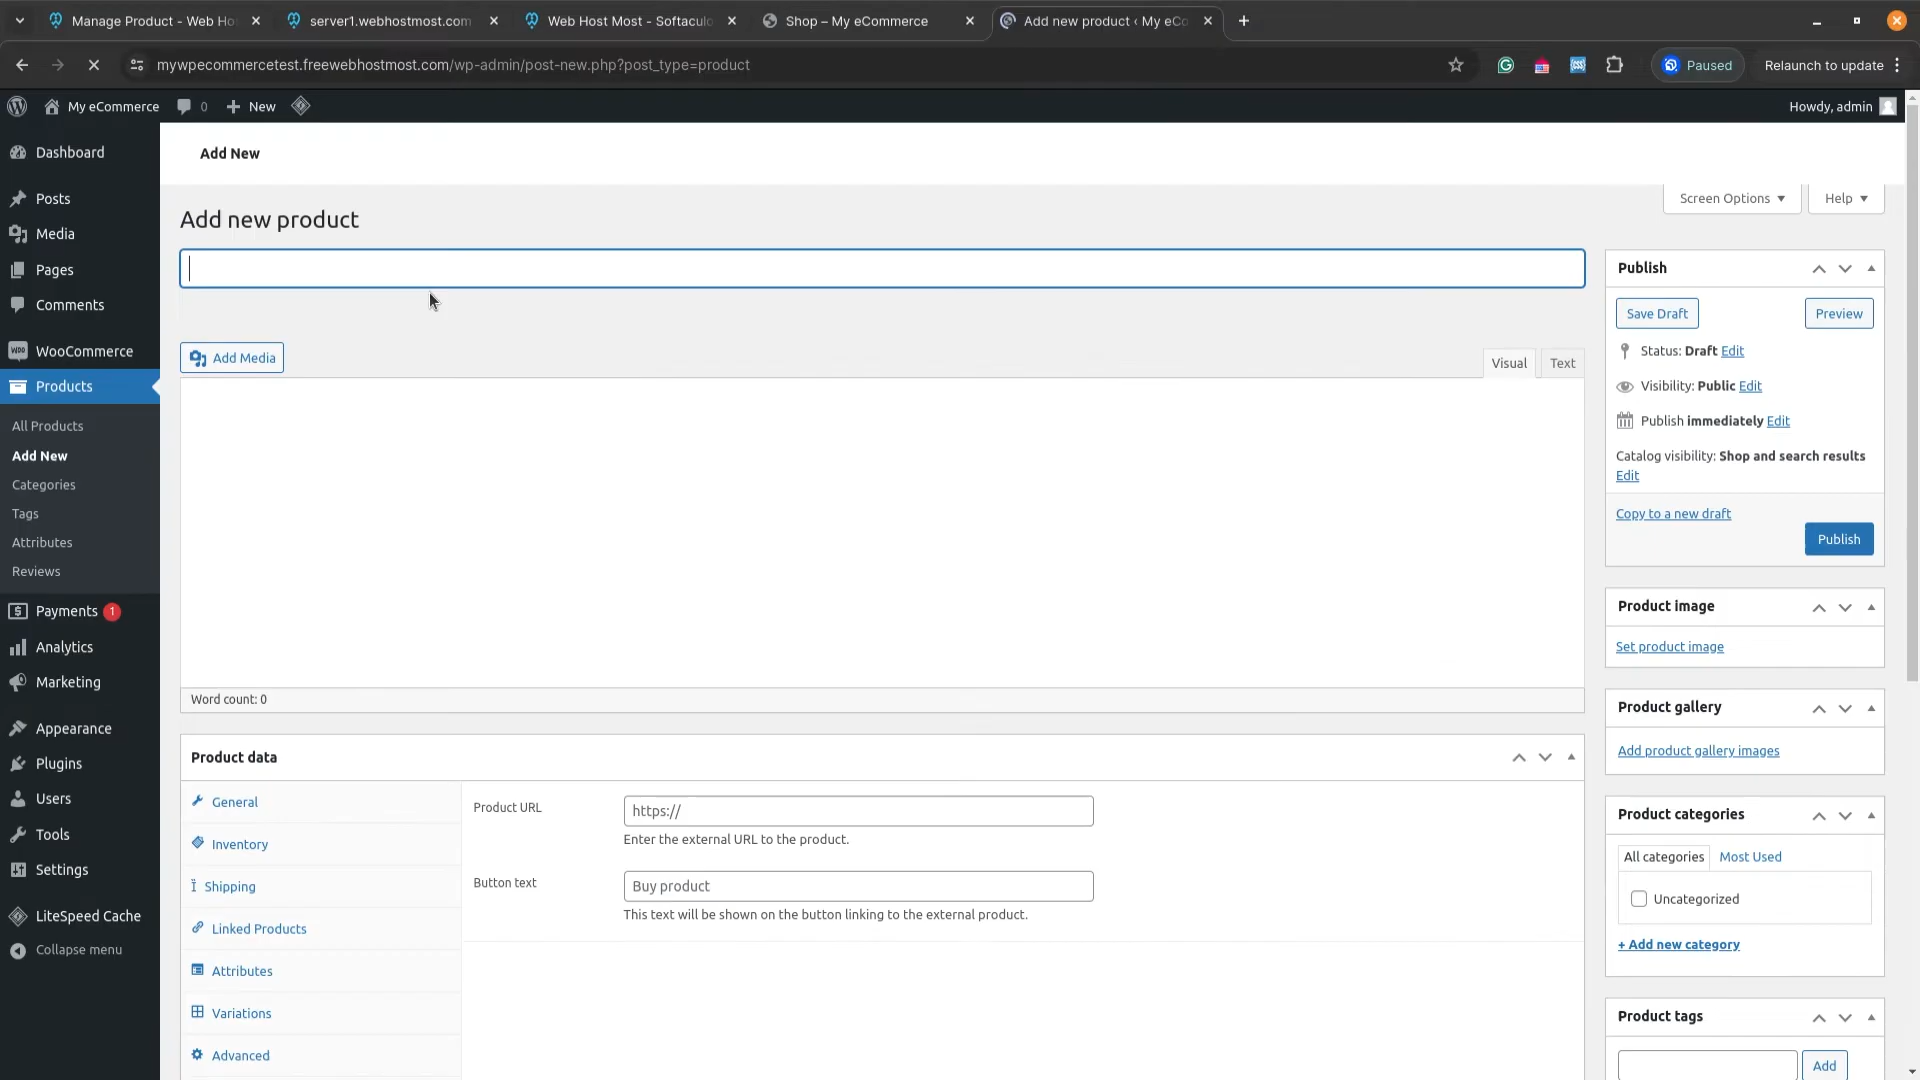 Manage Product - Web Ho
server1.webhostmost.com
Web Host Most - Softaculo
Shop – My eCommerce
Add new product ‹ My eCo
mywpecommercetest.freewebhostmost.com/wp-admin/post-new.php?post_type=product
Paused
Relaunch to update
My eCommerce
0
New
Howdy, admin
Dashboard
Posts
Media
Pages
Comments
WOO
WooCommerce
Products
All Products
Add New
Categories
Tags
Attributes
Reviews
Payments 1
Analytics
Marketing
Appearance
Plugins
Users
Tools
Settings
LiteSpeed Cache
Collapse menu
Add New
Screen Options
Help
Add new product
Add Media
Visual
Text
Word count: 0
Product data
General
Inventory
Shipping
Linked Products
Attributes
Variations
Advanced
Product URL
https://
Enter the external URL to the product.
Button text
Buy product
This text will be shown on the button linking to the external product.
Publish
Save Draft
Preview
Status: Draft Edit
Visibility: Public Edit
Publish immediately Edit
Catalog visibility: Shop and search results
Edit
Copy to a new draft
Publish
Product image
Set product image
Product gallery
Add product gallery images
Product categories
All categories
Most Used
Uncategorized
+ Add new category
Product tags
Add